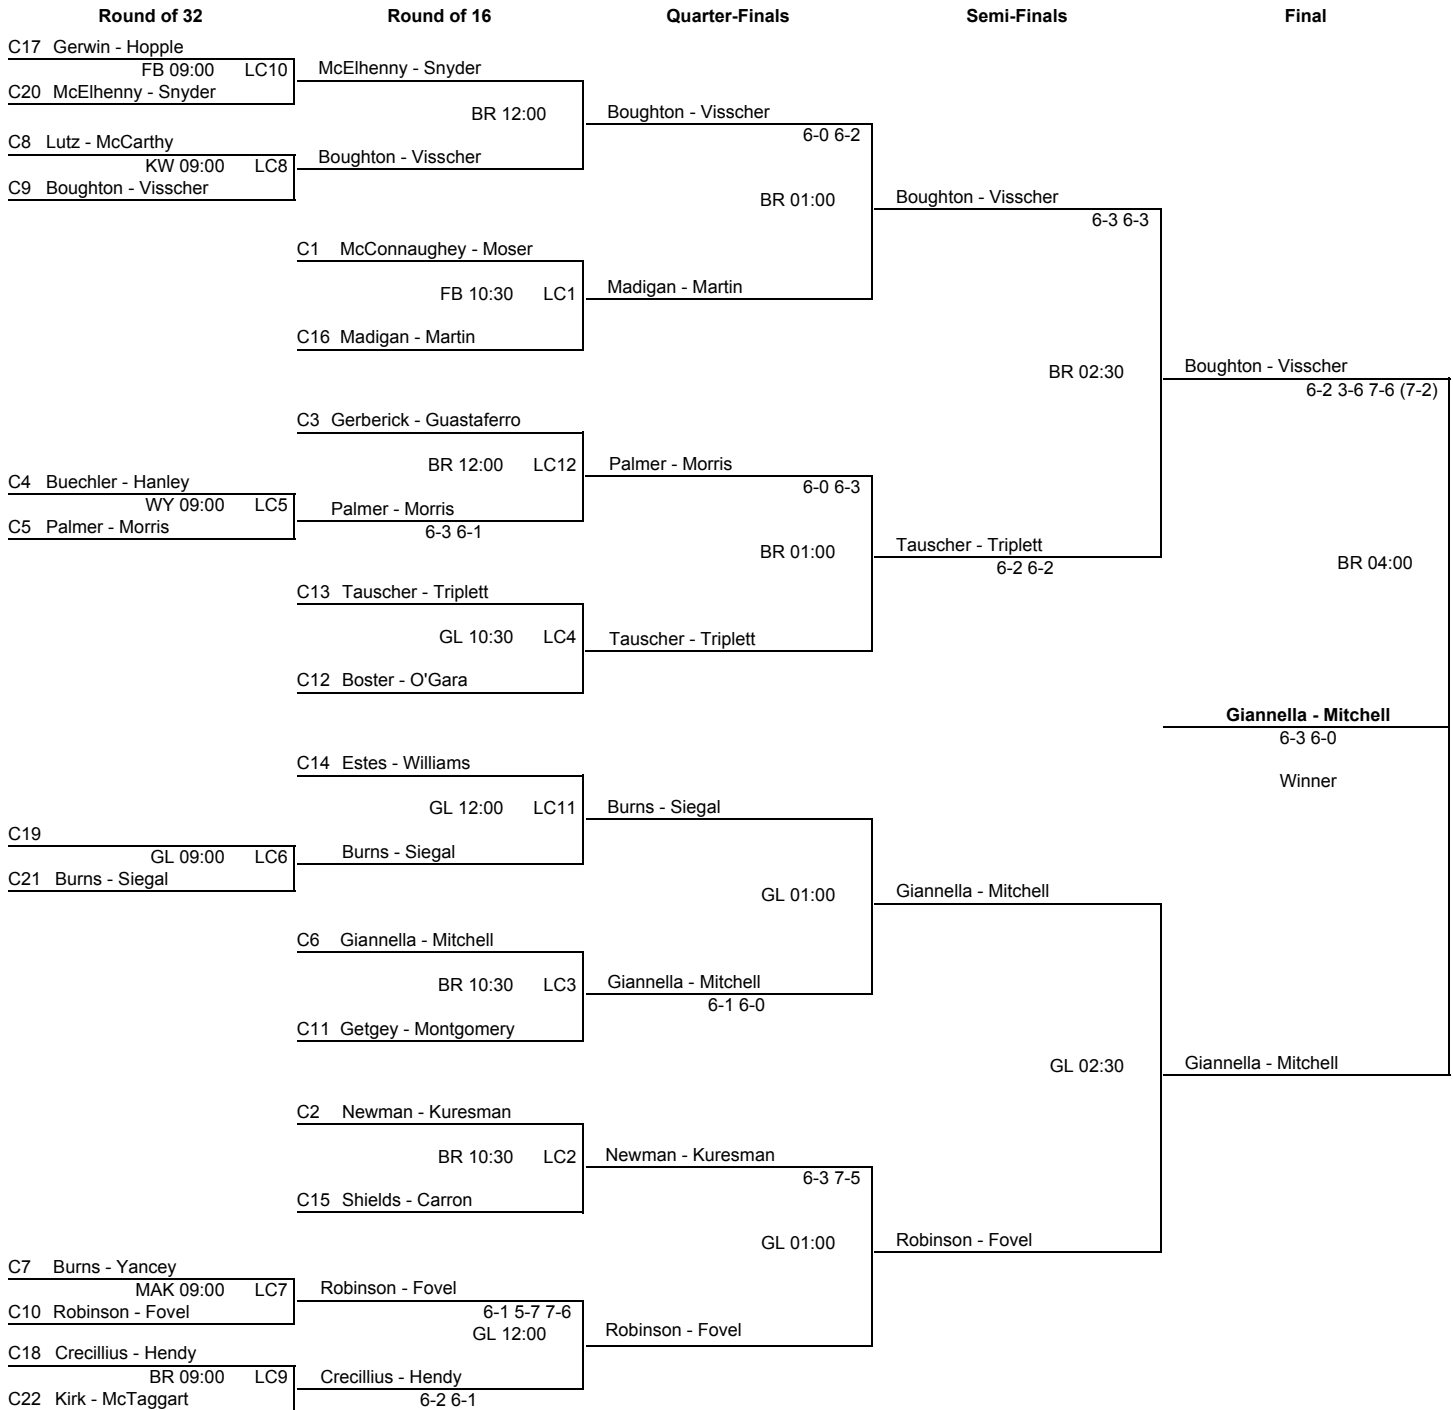 Round of 32 Round of 16 Quarter-Finals Semi-Finals Final
C17 Gerwin - Hopple
FB 09:00 LC10
C20 McElhenny - Snyder
McElhenny - Snyder
BR 12:00
C8 Lutz - McCarthy
KW 09:00 LC8
C9 Boughton - Visscher
Boughton - Visscher
Boughton - Visscher
6-0 6-2
BR 01:00
C1 McConnaughey - Moser
FB 10:30 LC1
C16 Madigan - Martin
Madigan - Martin
Boughton - Visscher
6-3 6-3
BR 02:30
C3 Gerberick - Guastaferro
BR 12:00 LC12
C4 Buechler - Hanley
WY 09:00 LC5
C5 Palmer - Morris
Palmer - Morris
6-3 6-1
Palmer - Morris
6-0 6-3
BR 01:00
C13 Tauscher - Triplett
GL 10:30 LC4
C12 Boster - O'Gara
Tauscher - Triplett
Tauscher - Triplett
6-2 6-2
Boughton - Visscher
6-2 3-6 7-6 (7-2)
BR 04:00
Giannella - Mitchell
6-3 6-0
Winner
C14 Estes - Williams
GL 12:00 LC11
C19
GL 09:00 LC6
C21 Burns - Siegal
Burns - Siegal
Burns - Siegal
GL 01:00
C6 Giannella - Mitchell
BR 10:30 LC3
C11 Getgey - Montgomery
Giannella - Mitchell
6-1 6-0
Giannella - Mitchell
GL 02:30
Giannella - Mitchell
C2 Newman - Kuresman
BR 10:30 LC2
C15 Shields - Carron
Newman - Kuresman
6-3 7-5
GL 01:00
Robinson - Fovel
C7 Burns - Yancey
MAK 09:00 LC7
C10 Robinson - Fovel
Robinson - Fovel
6-1 5-7 7-6
GL 12:00
Robinson - Fovel
C18 Crecillius - Hendy
BR 09:00 LC9
C22 Kirk - McTaggart
Crecillius - Hendy
6-2 6-1